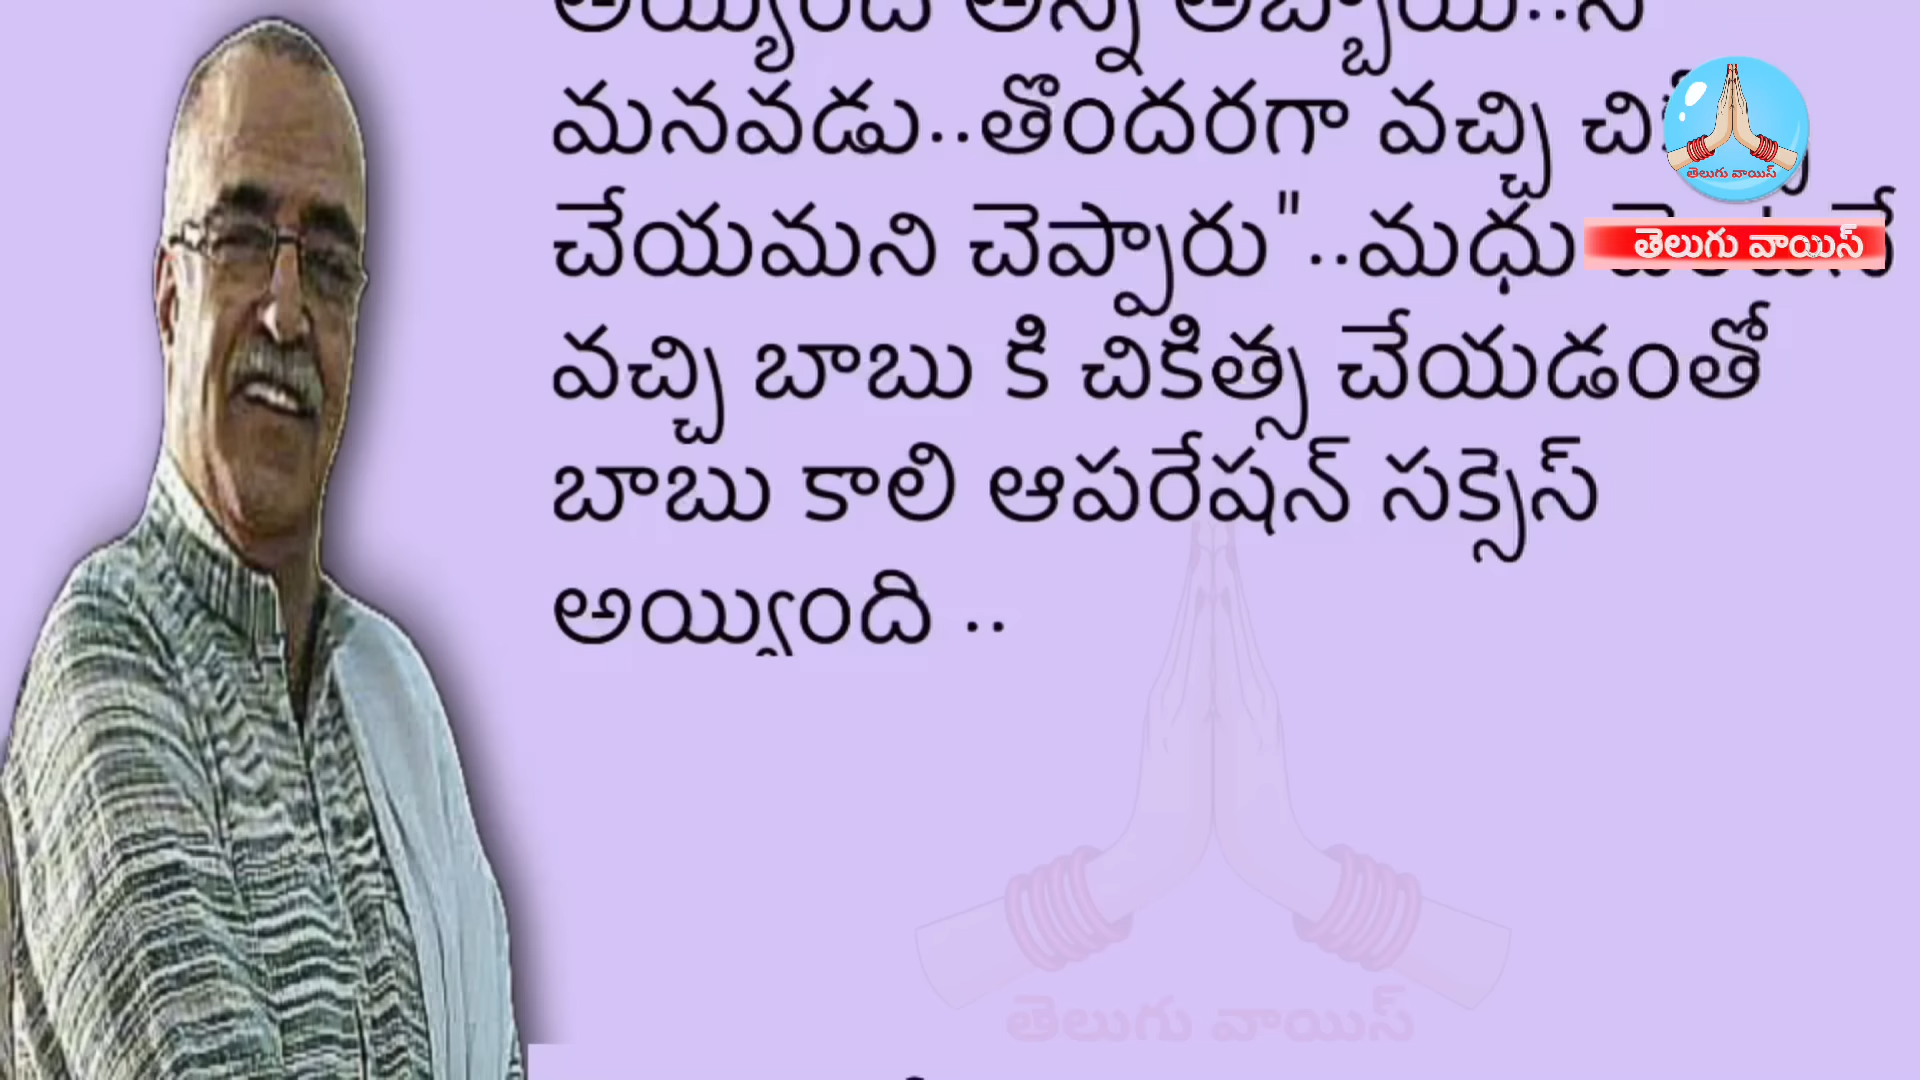 మనవడు..తొందరగా వచ్చి
చేయమని చెప్పారు"..మధు
వచ్చి బాబు కి చికిత్స చేయడంతో
బాబు కాలి ఆపరేషన్ సక్సెస్
అయ్యింది ..
తెలుగు వాయిస్
తెలుగు వాయిస్
తెలుగు వాయిస్